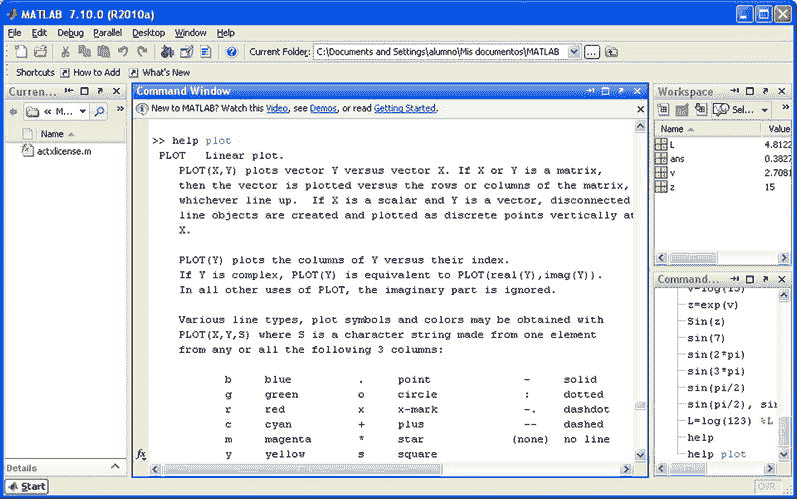 MATLAB 7.10.0 (R2010a)
File Edit Debug Parallel Desktop Window Help
Current Folder: C:\Documents and Settings\alumno\Mis documentos\MATLAB
Shortcuts How to Add What's New
Curren...
« M...
Name
actxlicense.m
Details
Command Window
New to MATLAB? Watch this Video, see Demos, or read Getting Started.
>> help plot
PLOT Linear plot.
PLOT(X,Y) plots vector Y versus vector X. If X or Y is a matrix,
then the vector is plotted versus the rows or columns of the matrix,
whichever line up. If X is a scalar and Y is a vector, disconnected
line objects are created and plotted as discrete points vertically at
X.
PLOT(Y) plots the columns of Y versus their index.
If Y is complex, PLOT(Y) is equivalent to PLOT(real(Y),imag(Y)).
In all other uses of PLOT, the imaginary part is ignored.
Various line types, plot symbols and colors may be obtained with
PLOT(X,Y,S) where S is a character string made from one element
from any or all the following 3 columns:
b blue . point - solid
g green o circle : dotted
r red x x-mark -. dashdot
c cyan + plus -- dashed
m magenta * star (none) no line
y yellow s square
fx
Workspace
Sel...
Name Value
L 4.8122
ans 0.3827
v 2.7081
z 15
Command...
v=log(15)
z=exp(v)
Sin(z)
sin(7)
sin(2*pi)
sin(3*pi)
sin(pi/2)
sin(pi/2), sin
L=log(123) %L
help
help plot
Start
OVR